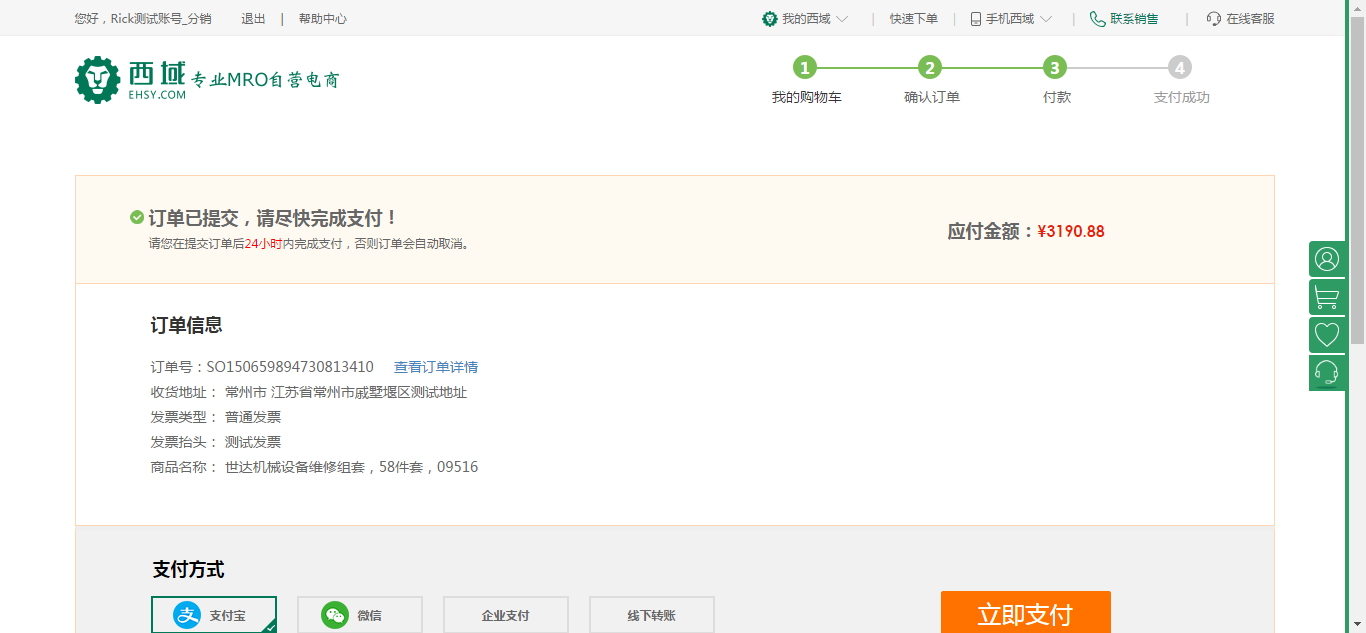 您好，Rick测试账号_分销 退出 | 帮助中心 我的西域 | 快速下单 | 手机西域 | 联系销售 | 在线客服
西域 专业MRO自营电商
EHSY.COM
1 2 3 4
我的购物车 确认订单 付款 支付成功
订单已提交，请尽快完成支付！
请您在提交订单后24小时内完成支付，否则订单会自动取消。
应付金额：¥3190.88
订单信息
订单号：SO150659894730813410 查看订单详情
收货地址： 常州市 江苏省常州市戚墅堰区测试地址
发票类型： 普通发票
发票抬头： 测试发票
商品名称： 世达机械设备维修组套，58件套，09516
支付方式
支 支付宝 微信 企业支付 线下转账 立即支付